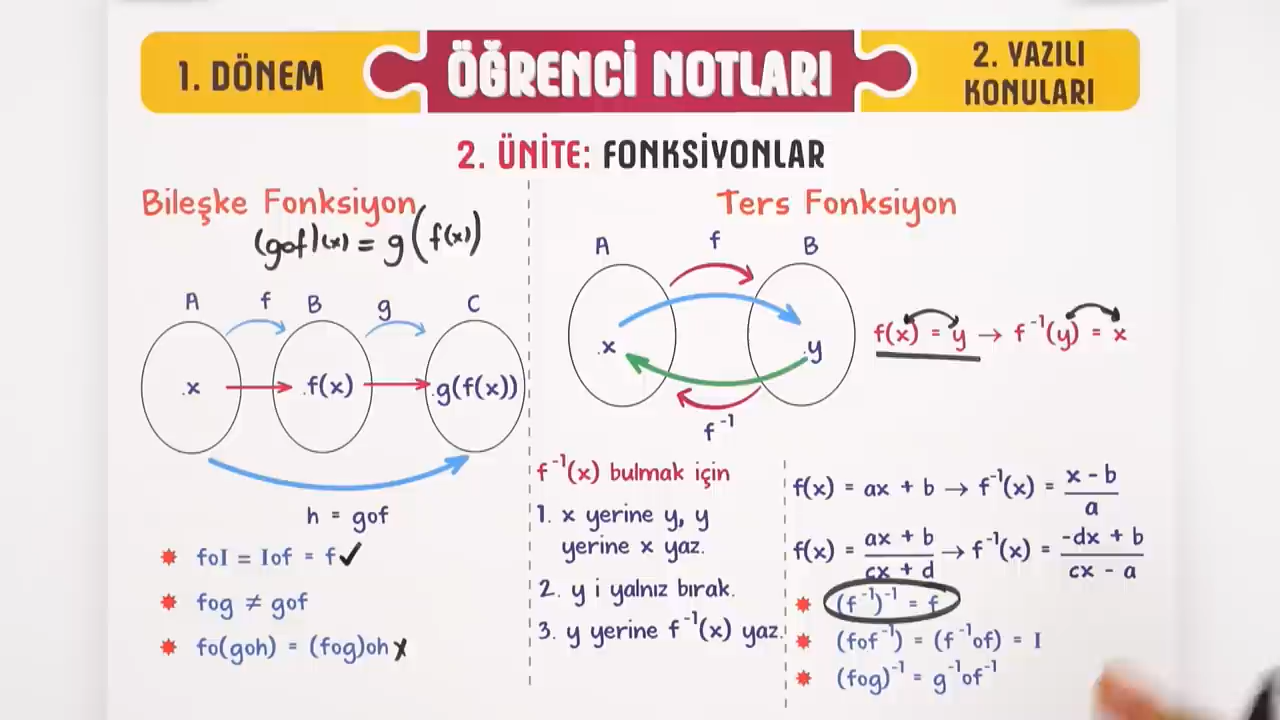 1. DÖNEM
ÖĞRENCİ NOTLARI
2. YAZILI
KONULARI
2. ÜNİTE: FONKSİYONLAR
Bileşke Fonksiyon
(gof)(x) = g(f(x))
A f B g C
.x .f(x) .g(f(x))
h = gof
foI = Iof = f ✓
fog ≠ gof
fo(goh) = (fog)oh
Ters Fonksiyon
A f B
.x .y
f⁻¹
f(x) = y → f⁻¹(y) = x
f⁻¹(x) bulmak için
1. x yerine y, y
yerine x yaz.
2. y i yalnız bırak.
3. y yerine f⁻¹(x) yaz.
f(x) = ax + b → f⁻¹(x) = (x - b)/a
f(x) = (ax + b)/(cx + d) → f⁻¹(x) = (-dx + b)/(cx - a)
(f⁻¹)⁻¹ = f
(fof⁻¹) = (f⁻¹of) = I
(fog)⁻¹ = g⁻¹of⁻¹